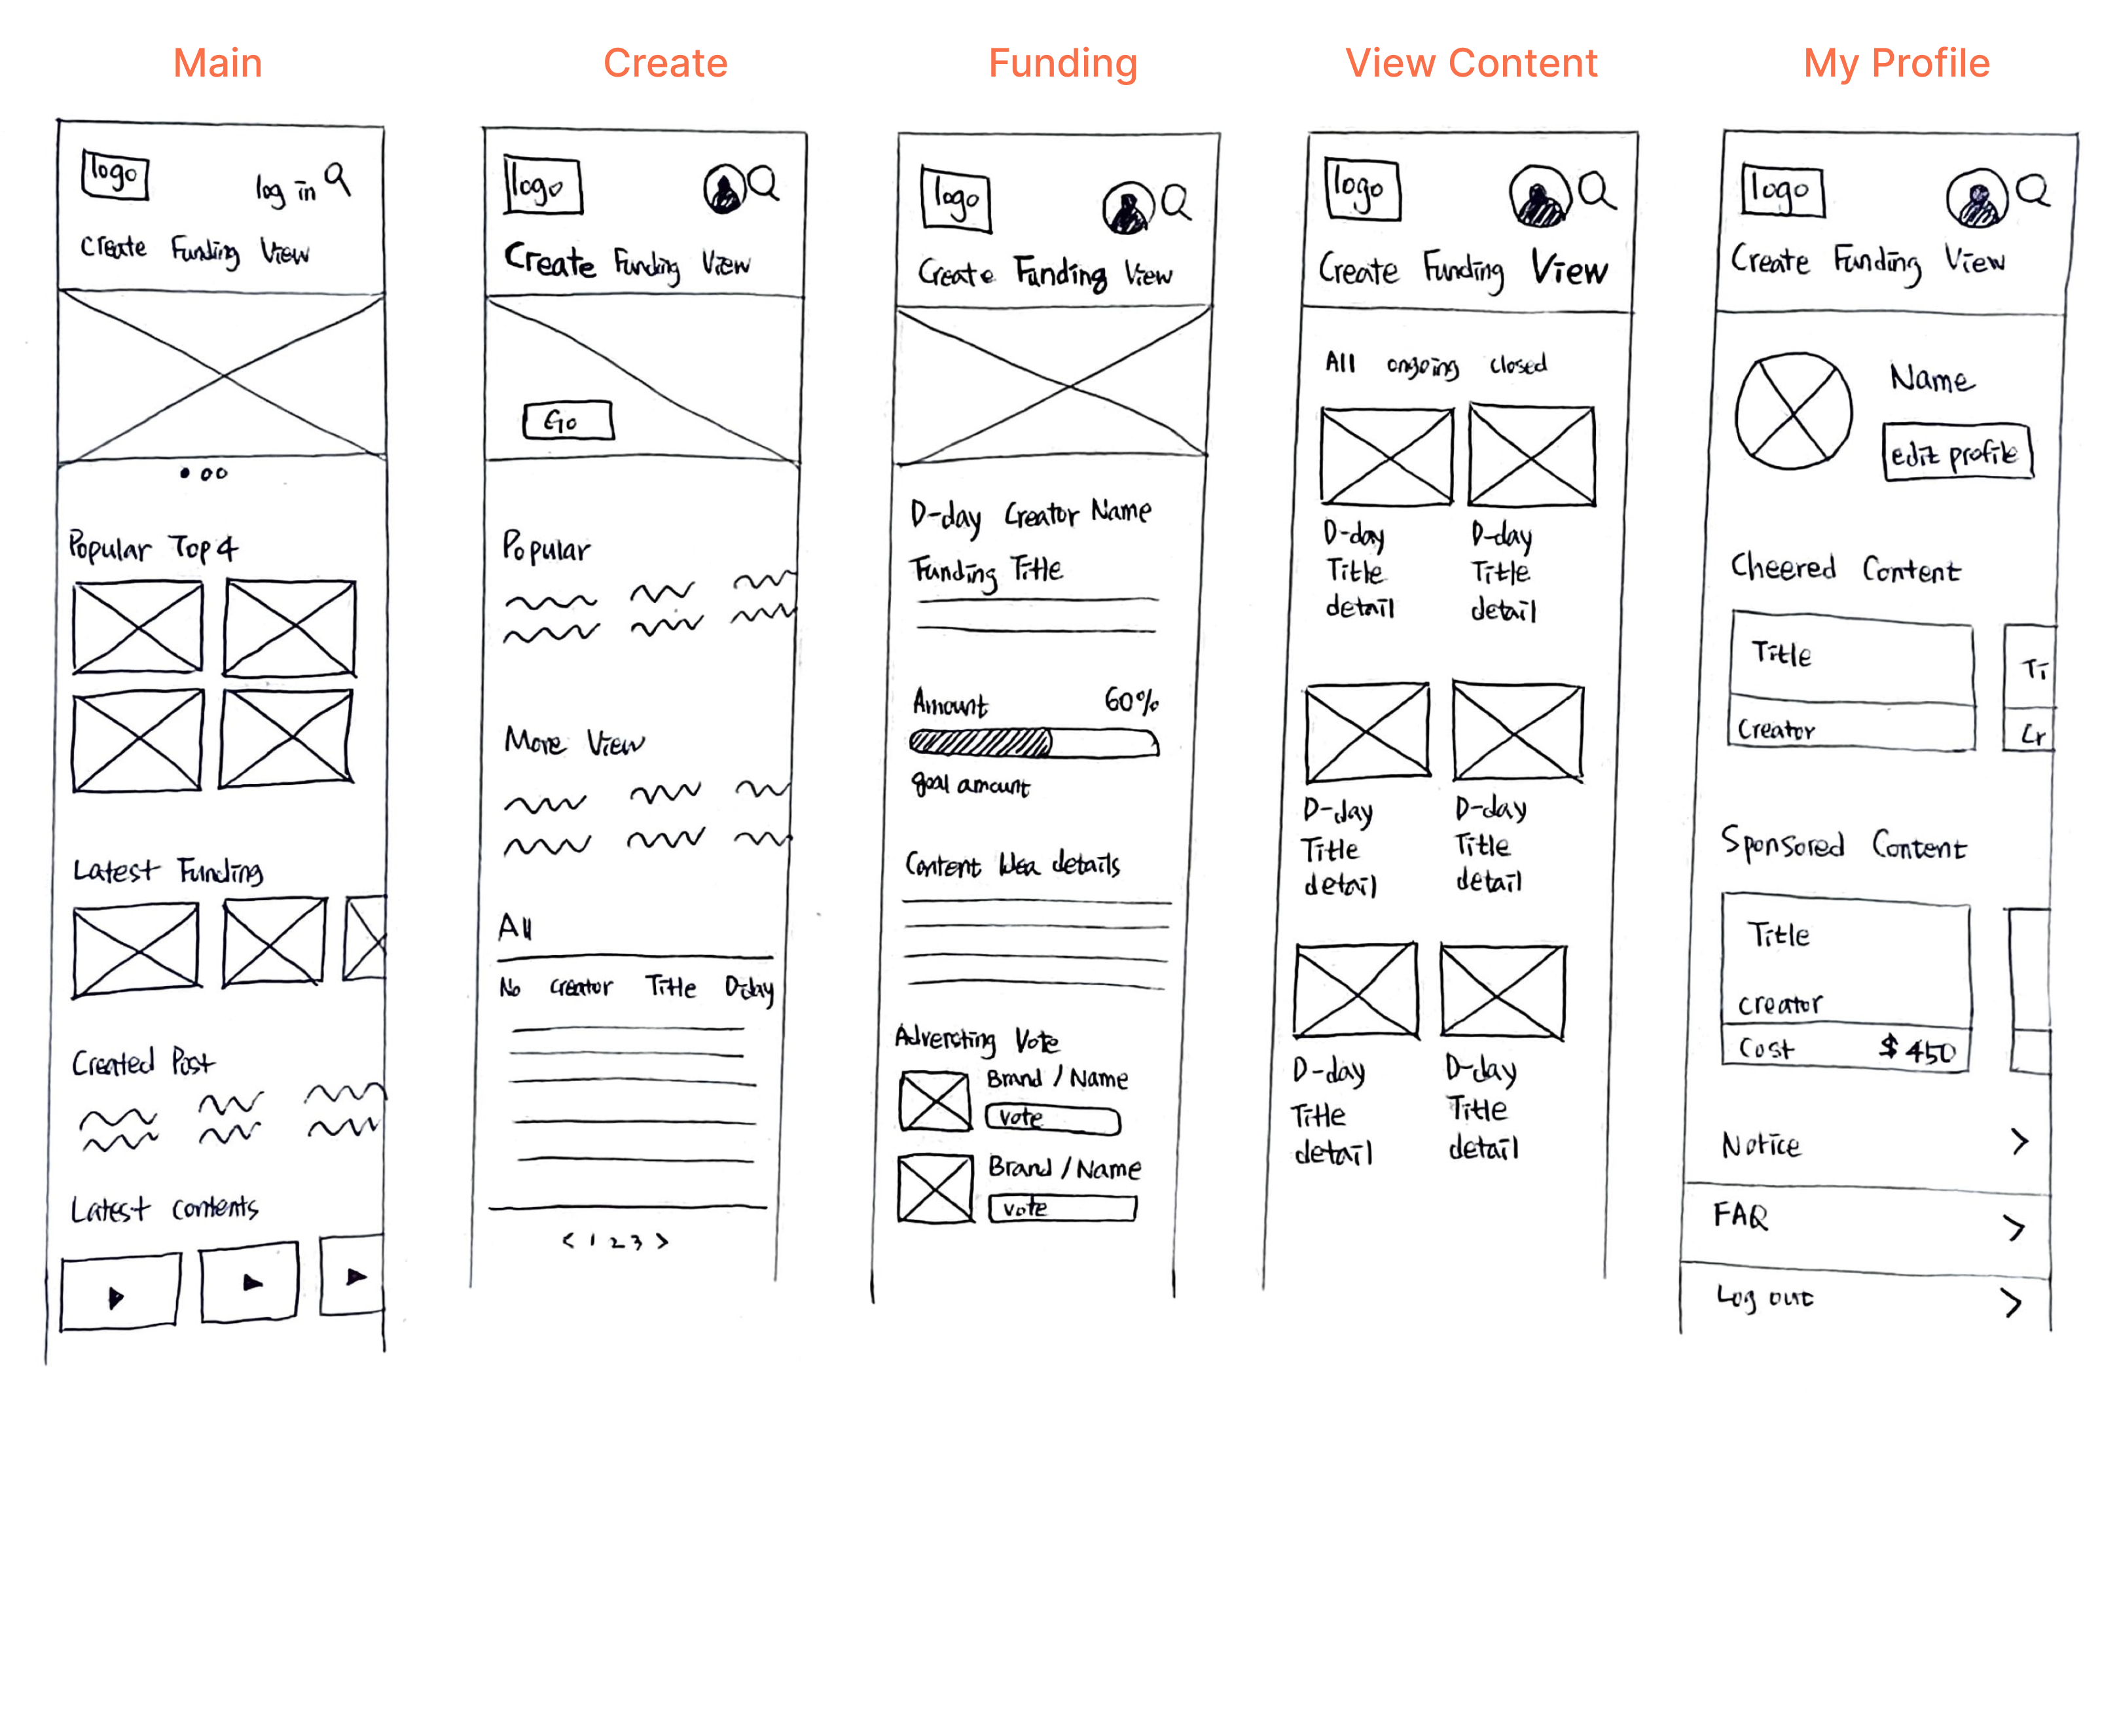 Main
logo
log in
Create Funding View
Popular Top 4
Latest Funding
Created Post
Latest contents
Create
logo
Create Funding View
Go
Popular
More View
All
No creator Title D-day
< 1 2 3 >
Funding
logo
Create Funding View
D-day Creator Name
Funding Title
Amount 60%
goal amount
Content Idea details
Adversting Vote
Brand / Name
vote
Brand / Name
vote
View Content
logo
Create Funding View
All ongoing closed
D-day D-day
Title Title
detail detail
D-day D-day
Title Title
detail detail
D-day D-day
Title Title
detail detail
My Profile
logo
Create Funding View
Name
edit profile
Cheered Content
Title Ti
Creator Cr
Sponsored Content
Title
creator
Cost $450
Notice >
FAQ >
Log out >